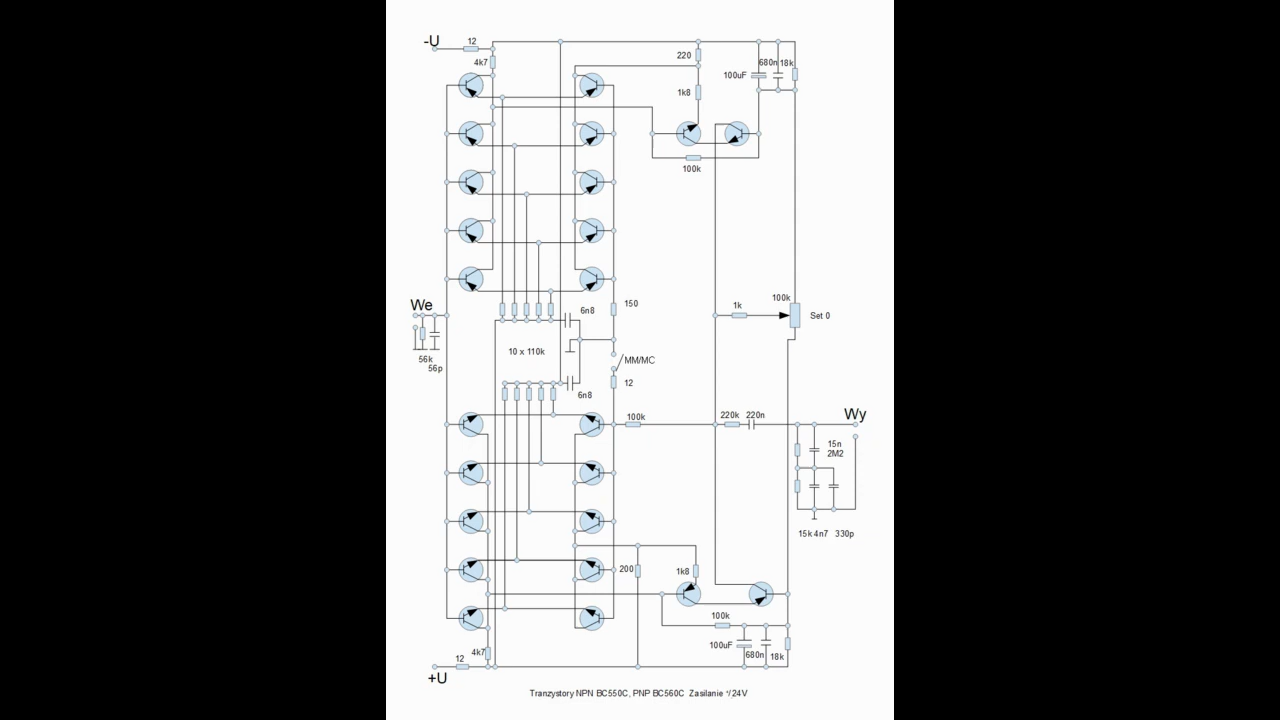 -U
12
4k7
220
680n 18k
100uF
1k8
100k
We
56k
56p
6n8
150
10 x 110k
MM/MC
12
6n8
1k
100k
Set 0
100k
220k 220n
Wy
15n
2M2
15k 4n7 330p
200
1k8
100k
100uF
680n 18k
4k7
12
+U
Tranzystory NPN BC550C, PNP BC560C Zasilanie ⁺/24V